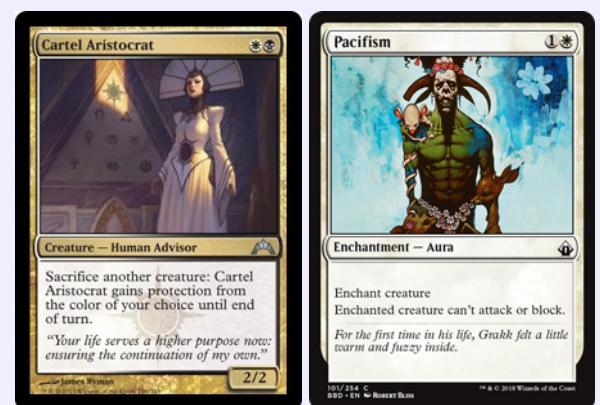 Cartel Aristocrat
Creature — Human Advisor
Sacrifice another creature: Cartel
Aristocrat gains protection from
the color of your choice until end
of turn.
“Your life serves a higher purpose now:
ensuring the continuation of my own.”
James Ryman
2/2
Pacifism
1
Enchantment — Aura
Enchant creature
Enchanted creature can’t attack or block.
For the first time in his life, Grakk felt a little
warm and fuzzy inside.
101/254 C
BBD • EN Robert Bliss
™ & © 2018 Wizards of the Coast